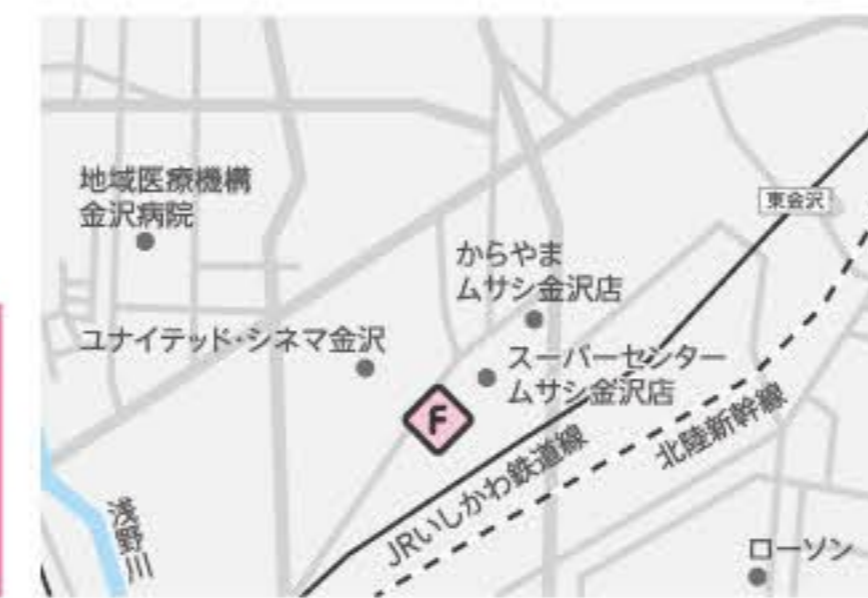 地域医療機構
金沢病院
東金沢
からやま
ムサシ金沢店
ユナイテッド・シネマ金沢
スーパーセンター
ムサシ金沢店
F
北陸新幹線
JRいしかわ鉄道線
浅野川
ローソン